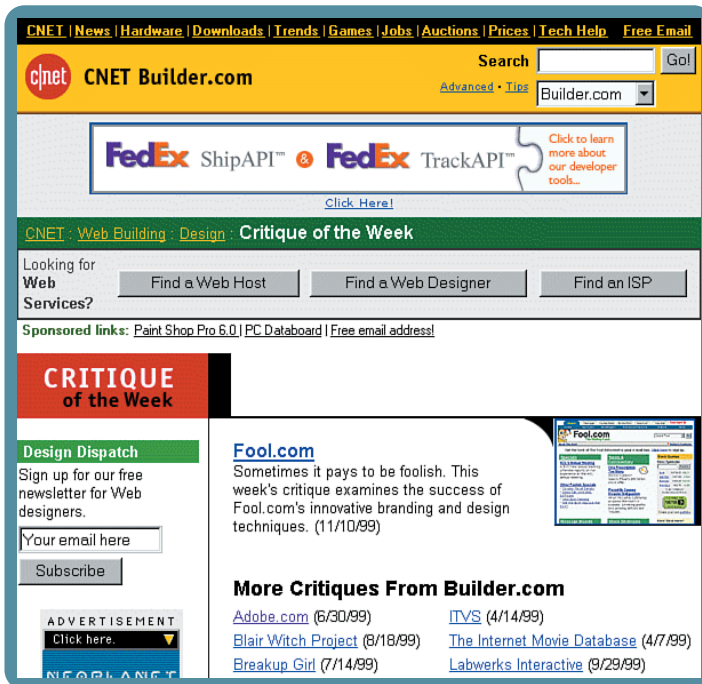 CNET | News | Hardware | Downloads | Trends | Games | Jobs | Auctions | Prices | Tech Help Free Email
c|net CNET Builder.com
Search Go!
Advanced • Tips Builder.com
FedEx ShipAPI™ & FedEx TrackAPI™
Click to learn
more about
our developer
tools...
Click Here!
CNET : Web Building : Design : Critique of the Week
Looking for
Web
Services?
Find a Web Host Find a Web Designer Find an ISP
Sponsored links: Paint Shop Pro 6.0 | PC Databoard | Free email address!
CRITIQUE
of the Week
Design Dispatch
Sign up for our free
newsletter for Web
designers.
Your email here
Subscribe
ADVERTISEMENT
Click here.
NEOPLANET
Fool.com
Sometimes it pays to be foolish. This
week's critique examines the success of
Fool.com's innovative branding and design
techniques. (11/10/99)
Fool.com
More Critiques From Builder.com
Adobe.com (6/30/99) ITVS (4/14/99)
Blair Witch Project (8/18/99) The Internet Movie Database (4/7/99)
Breakup Girl (7/14/99) Labwerks Interactive (9/29/99)